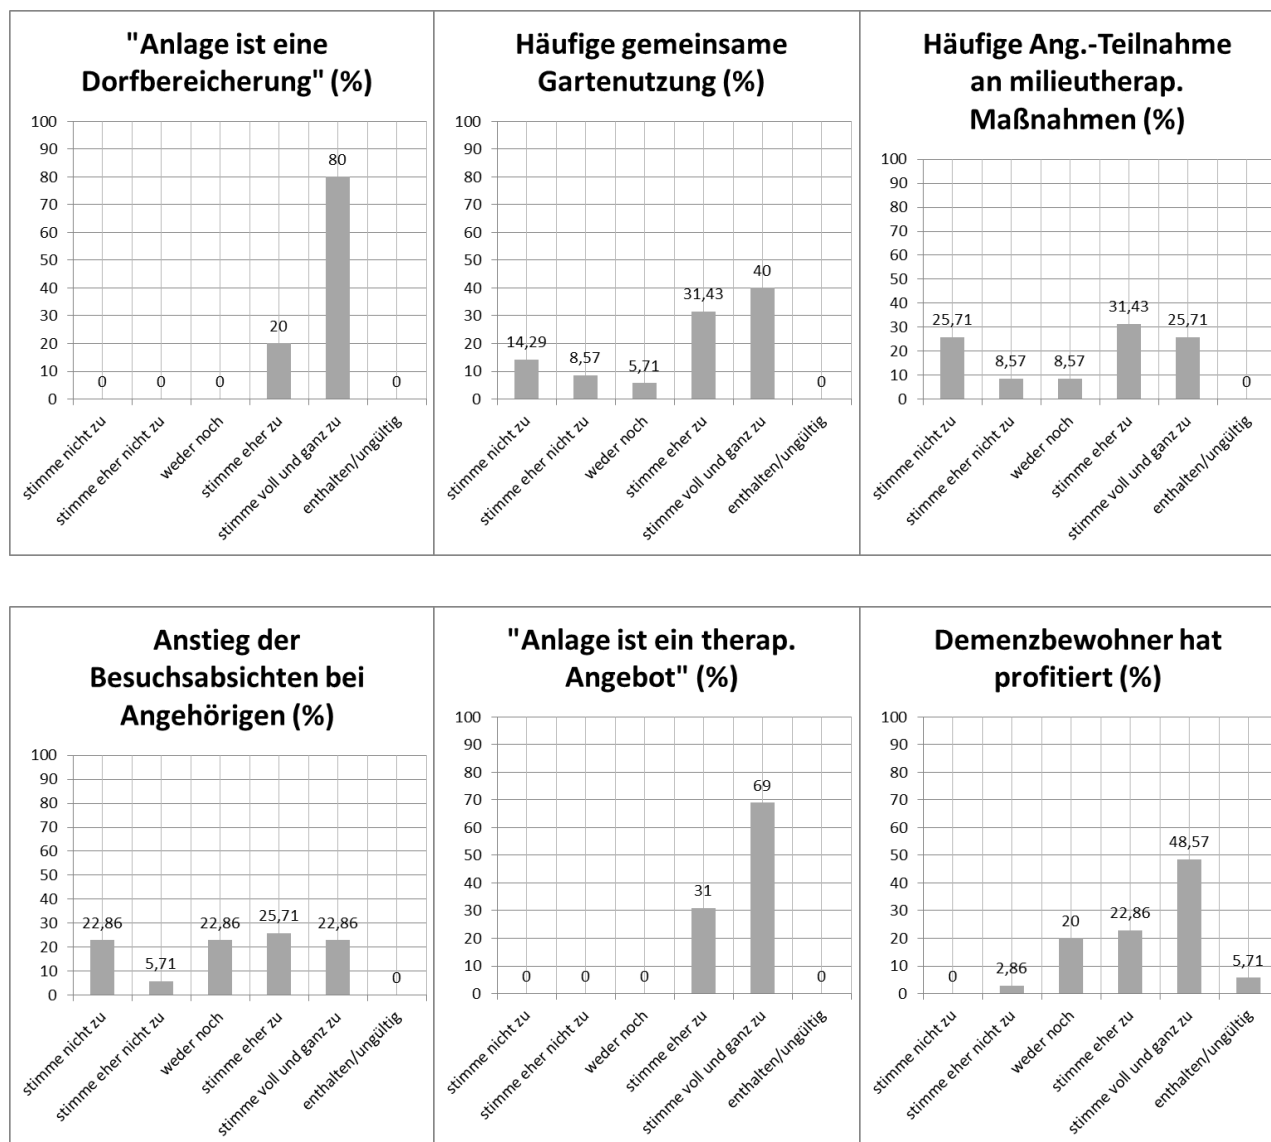 "Anlage ist eine
Dorfbereicherung" (%)
100
90
80
70
60
50
40
30
20
10
0
0
0
0
20
80
0
stimme nicht zu
stimme eher nicht zu
weder noch
stimme eher zu
stimme voll und ganz zu
enthalten/ungültig
Häufige gemeinsame
Gartenutzung (%)
100
90
80
70
60
50
40
30
20
10
0
14,29
8,57
5,71
31,43
40
0
stimme nicht zu
stimme eher nicht zu
weder noch
stimme eher zu
stimme voll und ganz zu
enthalten/ungültig
Häufige Ang.-Teilnahme
an milieutherap.
Maßnahmen (%)
100
90
80
70
60
50
40
30
20
10
0
25,71
8,57
8,57
31,43
25,71
0
stimme nicht zu
stimme eher nicht zu
weder noch
stimme eher zu
stimme voll und ganz zu
enthalten/ungültig
Anstieg der
Besuchsabsichten bei
Angehörigen (%)
100
90
80
70
60
50
40
30
20
10
0
22,86
5,71
22,86
25,71
22,86
0
stimme nicht zu
stimme eher nicht zu
weder noch
stimme eher zu
stimme voll und ganz zu
enthalten/ungültig
"Anlage ist ein therap.
Angebot" (%)
100
90
80
70
60
50
40
30
20
10
0
0
0
0
31
69
0
stimme nicht zu
stimme eher nicht zu
weder noch
stimme eher zu
stimme voll und ganz zu
enthalten/ungültig
Demenzbewohner hat
profitiert (%)
100
90
80
70
60
50
40
30
20
10
0
0
2,86
20
22,86
48,57
5,71
stimme nicht zu
stimme eher nicht zu
weder noch
stimme eher zu
stimme voll und ganz zu
enthalten/ungültig